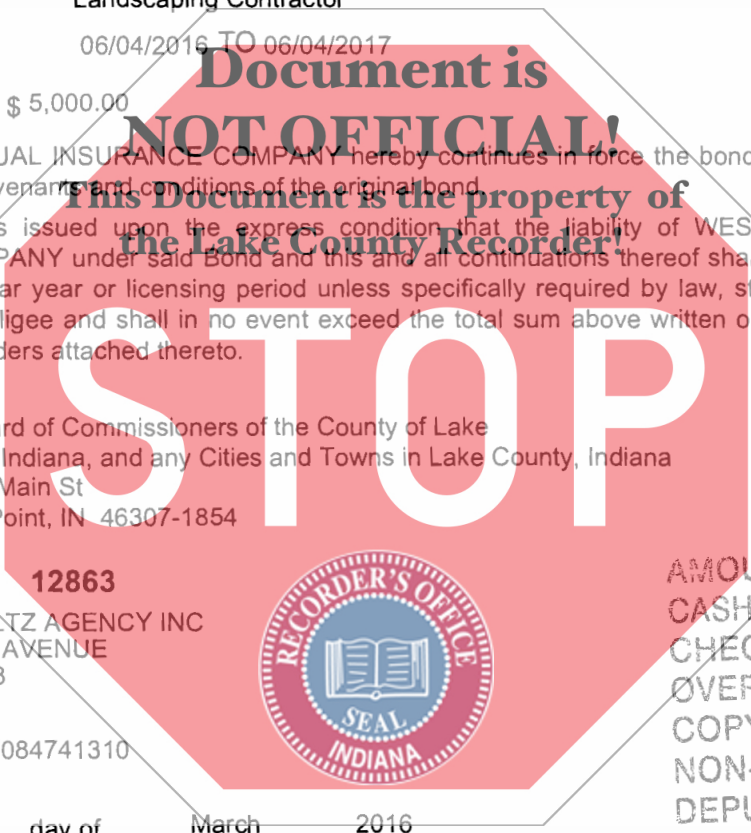 Landscaping Contractor
06/04/2016 TO 06/04/2017
Document is
$ 5,000.00
NOT OFFICIAL!
UAL INSURANCE COMPANY hereby continues in force the bond
venants and conditions of the original bond.
This Document is the property of
s issued upon the express condition that the liability of WES
the Lake County Recorder!
PANY under said Bond and this and all continuations thereof sha
ar year or licensing period unless specifically required by law, st
ligee and shall in no event exceed the total sum above written o
ders attached thereto.
STOP
rd of Commissioners of the County of Lake
Indiana, and any Cities and Towns in Lake County, Indiana
Main St
oint, IN 46307-1854
12863
LTZ AGENCY INC
AVENUE
RECORDER'S OFFICE
SEAL
INDIANA
084741310
AMOU
CASH
CHEC
OVER
COPY
NON-
DEPU
day of March 2016